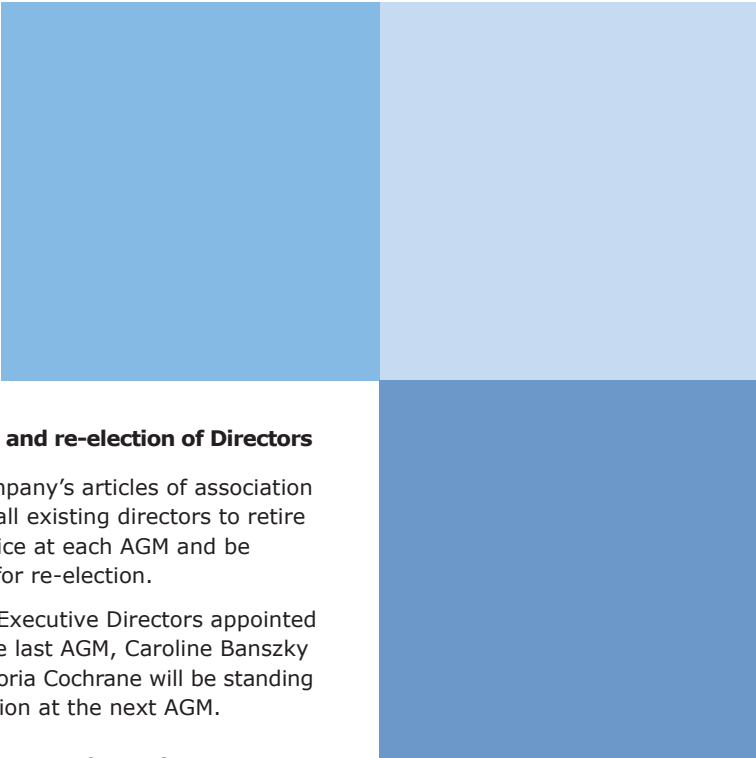 and re-election of Directors
mpany's articles of association
all existing directors to retire
ice at each AGM and be
for re-election.
Executive Directors appointed
e last AGM, Caroline Banszky
oria Cochrane will be standing
ion at the next AGM.